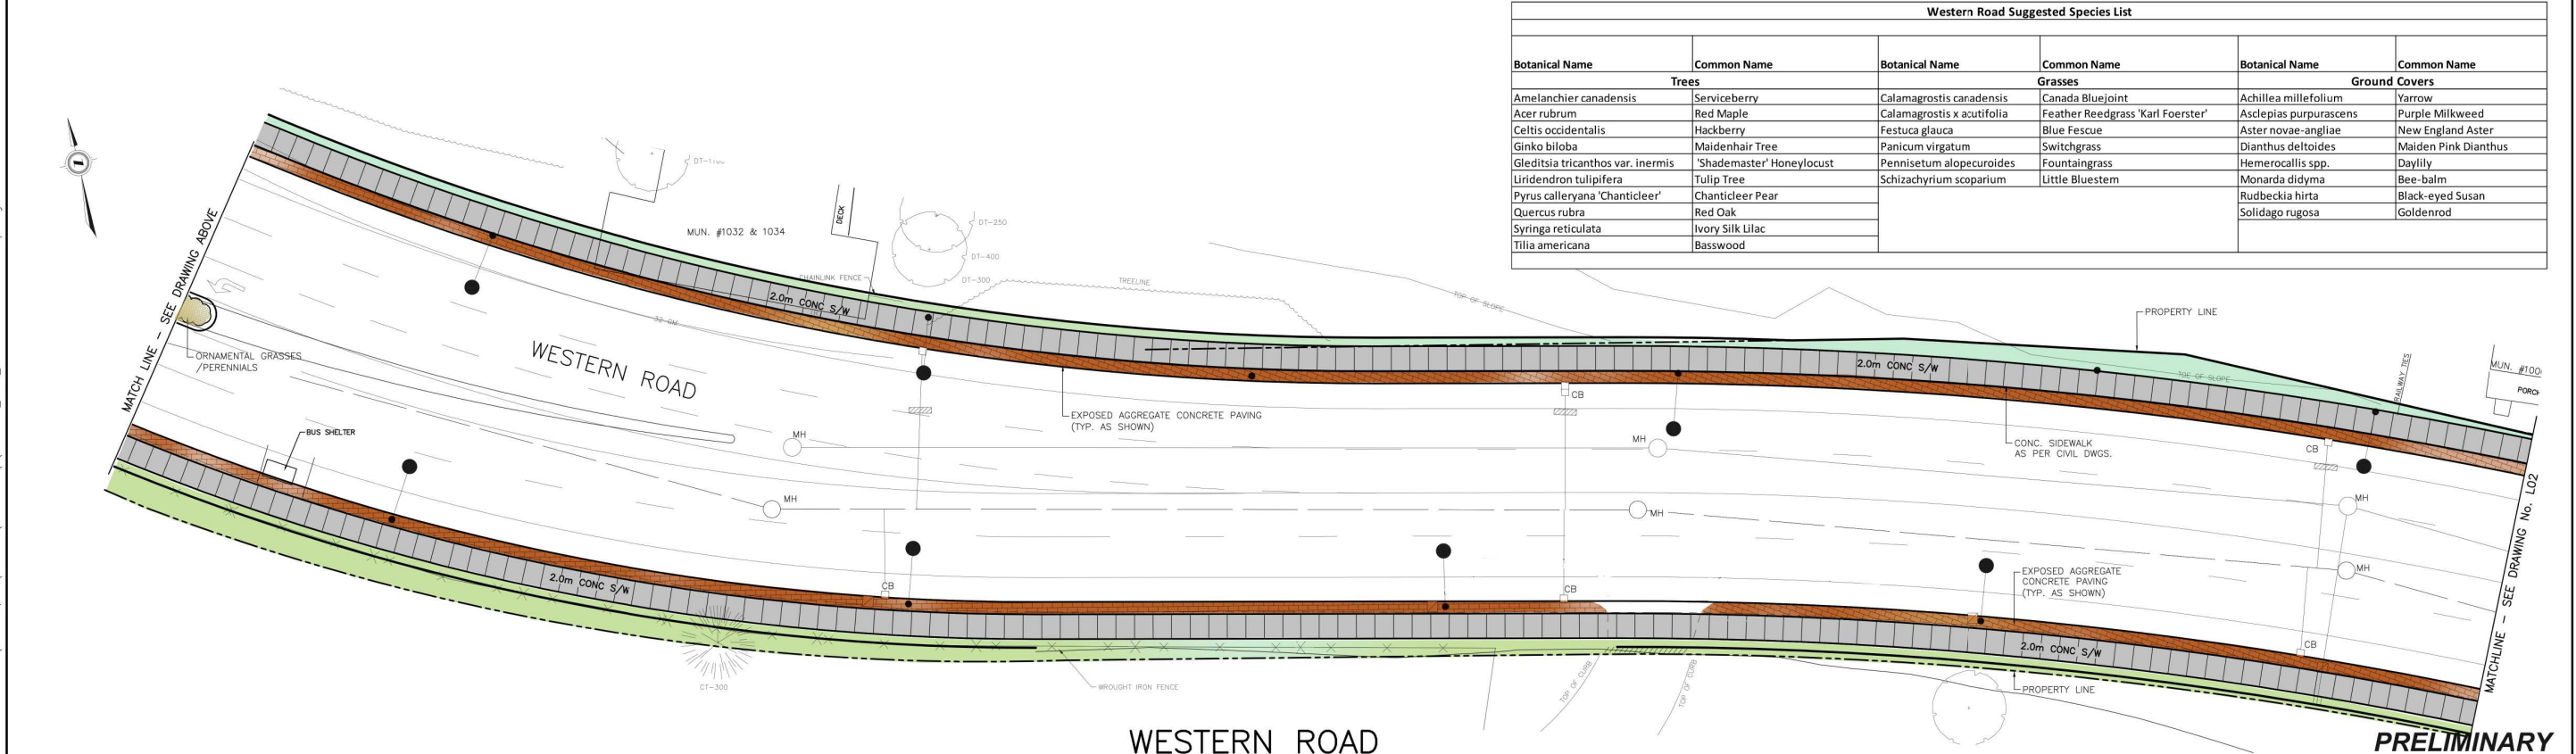 Western Road Suggested Species List
Botanical Name Common Name Botanical Name Common Name Botanical Name Common Name
Trees Grasses Ground Covers
Amelanchier canadensis Serviceberry Calamagrostis canadensis Canada Bluejoint Achillea millefolium Yarrow
Acer rubrum Red Maple Calamagrostis x acutifolia Feather Reedgrass 'Karl Foerster' Asclepias purpurascens Purple Milkweed
Celtis occidentalis Hackberry Festuca glauca Blue Fescue Aster novae-angliae New England Aster
Ginko biloba Maidenhair Tree Panicum virgatum Switchgrass Dianthus deltoides Maiden Pink Dianthus
Gleditsia tricanthos var. inermis 'Shademaster' Honeylocust Pennisetum alopecuroides Fountaingrass Hemerocallis spp. Daylily
Liridendron tulipifera Tulip Tree Schizachyrium scoparium Little Bluestem Monarda didyma Bee-balm
Pyrus calleryana 'Chanticleer' Chanticleer Pear Rudbeckia hirta Black-eyed Susan
Quercus rubra Red Oak Solidago rugosa Goldenrod
Syringa reticulata Ivory Silk Lilac
Tilia americana Basswood
MATCH LINE - SEE DRAWING ABOVE
ORNAMENTAL GRASSES
/PERENNIALS
BUS SHELTER
MUN. #1032 & 1034
DECK
DT-250
DT-400
DT-300
CHAINLINK FENCE
TREELINE
TOP OF SLOPE
2.0m CONC S/W
WESTERN ROAD
EXPOSED AGGREGATE CONCRETE PAVING
(TYP. AS SHOWN)
CB
MH
MH
PROPERTY LINE
2.0m CONC S/W
TOE OF SLOPE
RAILWAY TIES
MUN. #100
PORCH
CONC. SIDEWALK
AS PER CIVIL DWGS.
CB
MH
MH
MH
MH
CB
CB
2.0m CONC S/W
CT-300
WROUGHT IRON FENCE
TOP OF CURB
TOP OF CURB
EXPOSED AGGREGATE
CONCRETE PAVING
(TYP. AS SHOWN)
2.0m CONC S/W
CB
PROPERTY LINE
MATCHLINE - SEE DRAWING No. L02
WESTERN ROAD
PRELIMINARY